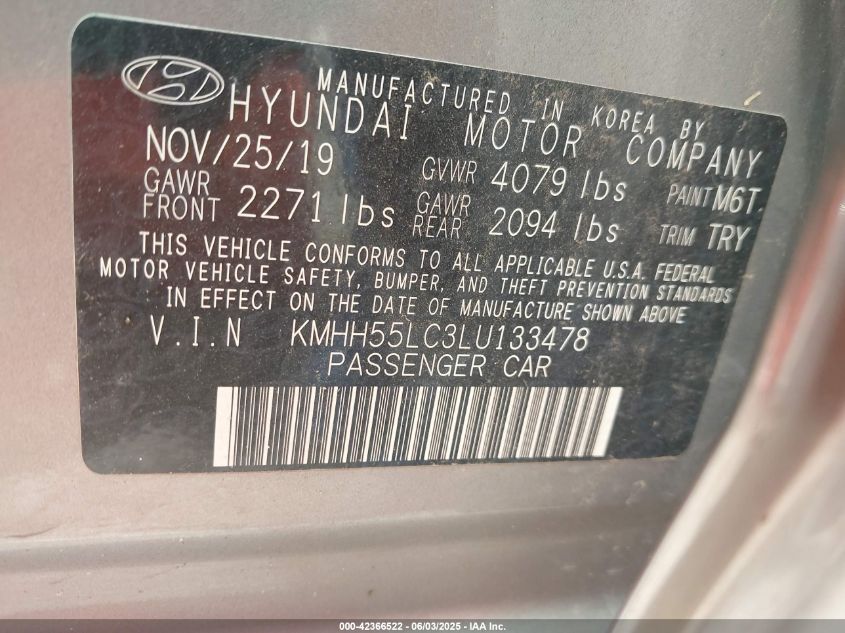 MANUFACTURED IN KOREA BY
HYUNDAI MOTOR COMPANY
NOV/25/19 GVWR 4079 lbs PAINT M6T
GAWR FRONT 2271 lbs GAWR REAR 2094 lbs TRIM TRY
THIS VEHICLE CONFORMS TO ALL APPLICABLE U.S.A. FEDERAL
MOTOR VEHICLE SAFETY, BUMPER, AND THEFT PREVENTION STANDARDS
IN EFFECT ON THE DATE OF MANUFACTURE SHOWN ABOVE
V.I.N KMHH55LC3LU133478
PASSENGER CAR
000-42366522 - 06/03/2025 - IAA Inc.